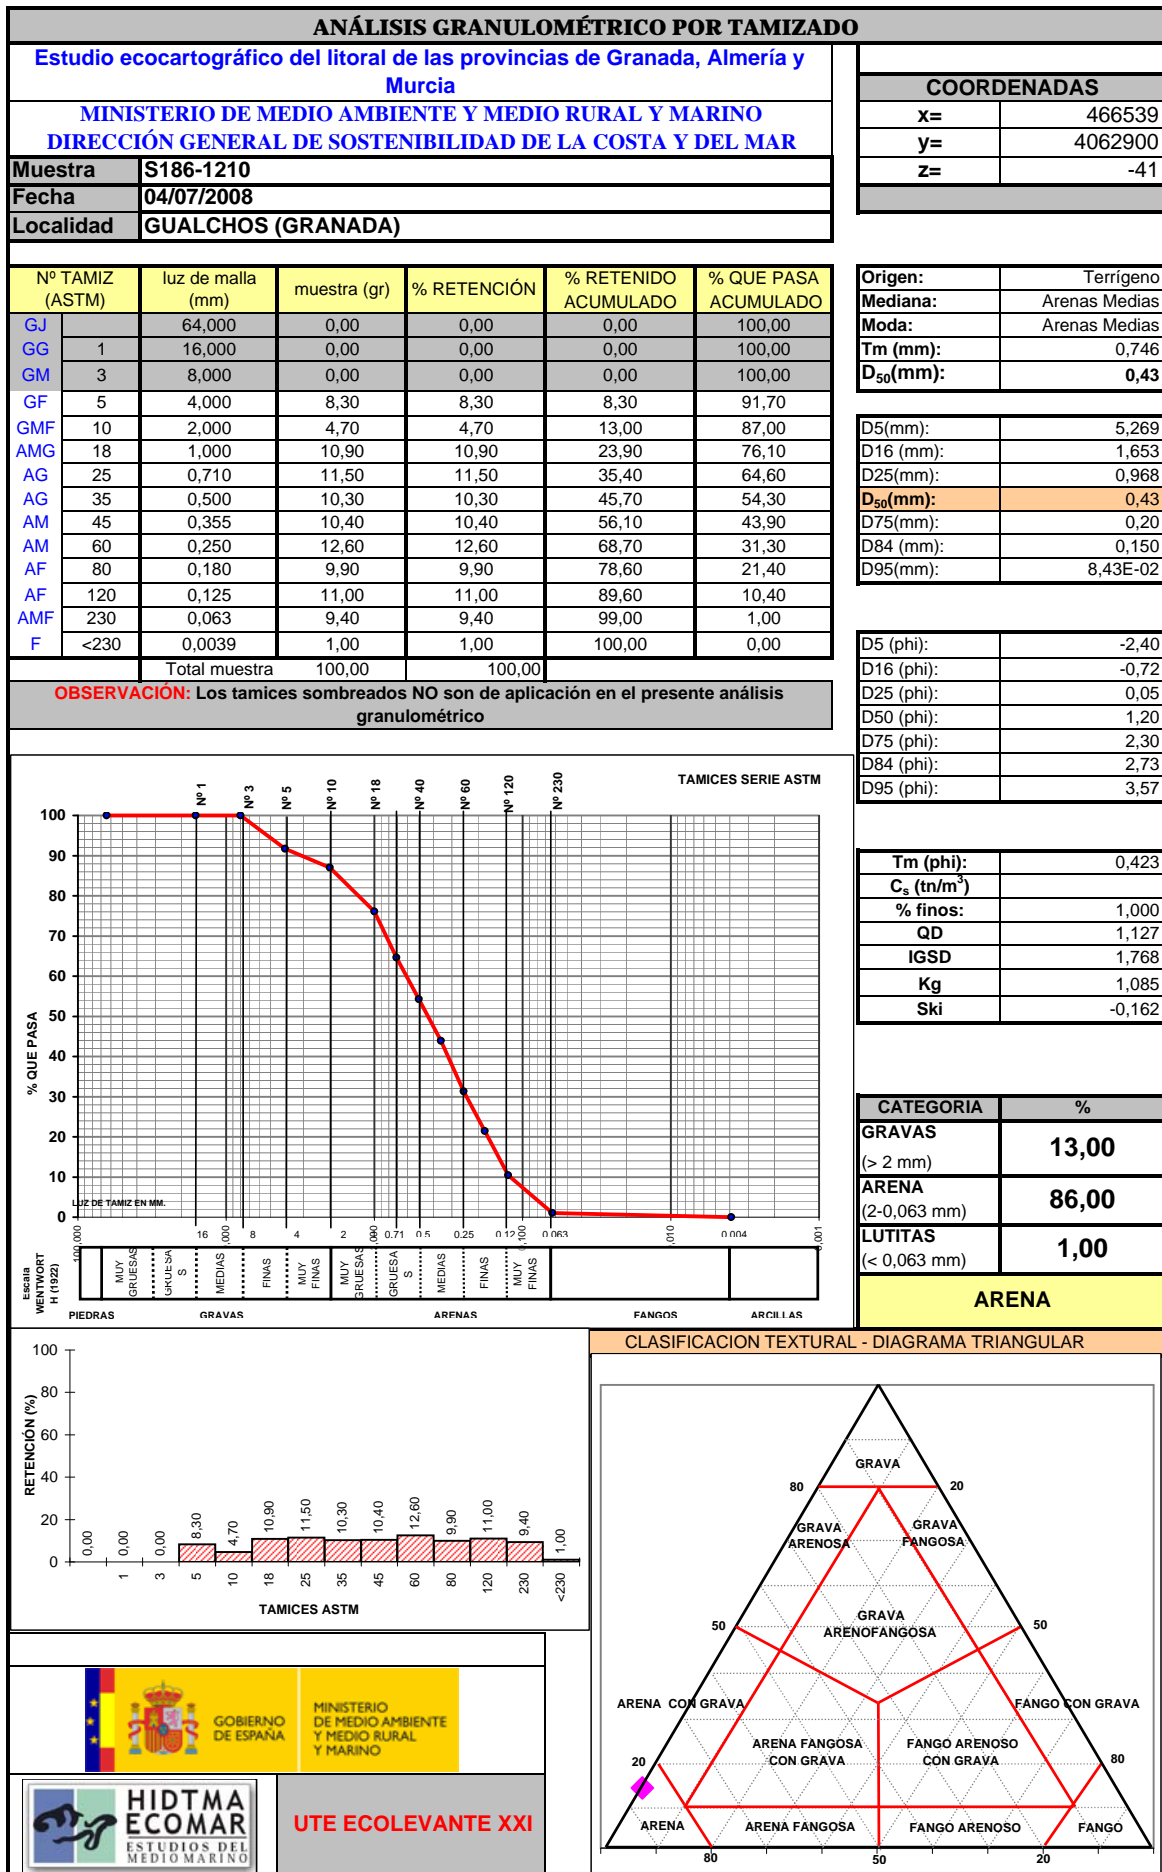 ANÁLISIS GRANULOMÉTRICO POR TAMIZADO
Estudio ecocartográfico del litoral de las provincias de Granada, Almería y
Murcia
MINISTERIO DE MEDIO AMBIENTE Y MEDIO RURAL Y MARINO
DIRECCIÓN GENERAL DE SOSTENIBILIDAD DE LA COSTA Y DEL MAR
Muestra S186-1210
Fecha 04/07/2008
Localidad GUALCHOS (GRANADA)
COORDENADAS
x= 466539
y= 4062900
z= -41
Nº TAMIZ (ASTM) luz de malla (mm) muestra (gr) % RETENCIÓN % RETENIDO ACUMULADO % QUE PASA ACUMULADO
GJ 64,000 0,00 0,00 0,00 100,00
GG 1 16,000 0,00 0,00 0,00 100,00
GM 3 8,000 0,00 0,00 0,00 100,00
GF 5 4,000 8,30 8,30 8,30 91,70
GMF 10 2,000 4,70 4,70 13,00 87,00
AMG 18 1,000 10,90 10,90 23,90 76,10
AG 25 0,710 11,50 11,50 35,40 64,60
AG 35 0,500 10,30 10,30 45,70 54,30
AM 45 0,355 10,40 10,40 56,10 43,90
AM 60 0,250 12,60 12,60 68,70 31,30
AF 80 0,180 9,90 9,90 78,60 21,40
AF 120 0,125 11,00 11,00 89,60 10,40
AMF 230 0,063 9,40 9,40 99,00 1,00
F <230 0,0039 1,00 1,00 100,00 0,00
Total muestra 100,00 100,00
OBSERVACIÓN: Los tamices sombreados NO son de aplicación en el presente análisis
granulométrico
Origen: Terrígeno
Mediana: Arenas Medias
Moda: Arenas Medias
Tm (mm): 0,746
D50(mm): 0,43
D5(mm): 5,269
D16 (mm): 1,653
D25(mm): 0,968
D50(mm): 0,43
D75(mm): 0,20
D84 (mm): 0,150
D95(mm): 8,43E-02
D5 (phi): -2,40
D16 (phi): -0,72
D25 (phi): 0,05
D50 (phi): 1,20
D75 (phi): 2,30
D84 (phi): 2,73
D95 (phi): 3,57
Tm (phi): 0,423
Cs (tn/m3)
% finos: 1,000
QD 1,127
IGSD 1,768
Kg 1,085
Ski -0,162
CATEGORIA %
GRAVAS (> 2 mm) 13,00
ARENA (2-0,063 mm) 86,00
LUTITAS (< 0,063 mm) 1,00
ARENA
TAMICES SERIE ASTM
Nº 1 Nº 3 Nº 5 Nº 10 Nº 18 Nº 40 Nº 60 Nº 120 Nº 230
% QUE PASA
100
90
80
70
60
50
40
30
20
10
0
LUZ DE TAMIZ EN MM.
100,000 16 8 4 2 0.71 0.5 0.25 0.12 0,100 0.063 0.004
Escala
WENTWORT
H (1922)
MUY GRUESAS GRUESA S MEDIAS FINAS MUY FINAS MUY GRUESAS GRUESA S MEDIAS FINAS MUY FINAS
PIEDRAS GRAVAS ARENAS FANGOS ARCILLAS
RETENCIÓN (%)
100
80
60
40
20
0
0,00 0,00 0,00 8,30 4,70 10,90 11,50 10,30 10,40 12,60 9,90 11,00 9,40 1,00
1 3 5 10 18 25 35 45 60 80 120 230 <230
TAMICES ASTM
CLASIFICACION TEXTURAL - DIAGRAMA TRIANGULAR
GRAVA
80 20
GRAVA
ARENOSA
GRAVA
FANGOSA
GRAVA
ARENOFANGOSA
50 50
ARENA CON GRAVA
FANGO CON GRAVA
ARENA FANGOSA
CON GRAVA
FANGO ARENOSO
CON GRAVA
20 80
ARENA ARENA FANGOSA FANGO ARENOSO FANGO
80 50 20
GOBIERNO
DE ESPAÑA
MINISTERIO
DE MEDIO AMBIENTE
Y MEDIO RURAL
Y MARINO
HIDTMA
ECOMAR
ESTUDIOS DEL
MEDIO MARINO
UTE ECOLEVANTE XXI